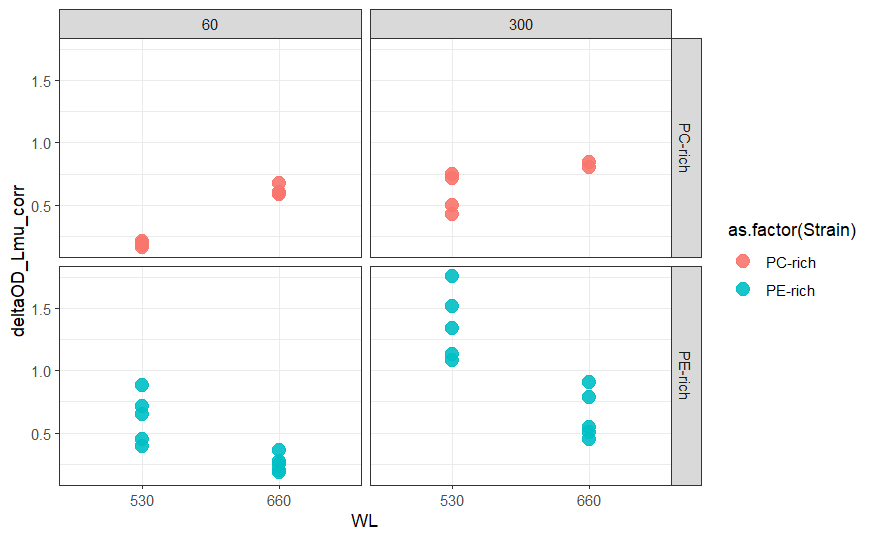 60
300
1.5
1.0
0.5
PC-rich
1.5
1.0
0.5
PE-rich
deltaOD_Lmu_corr
530
660
530
660
WL
as.factor(Strain)
PC-rich
PE-rich